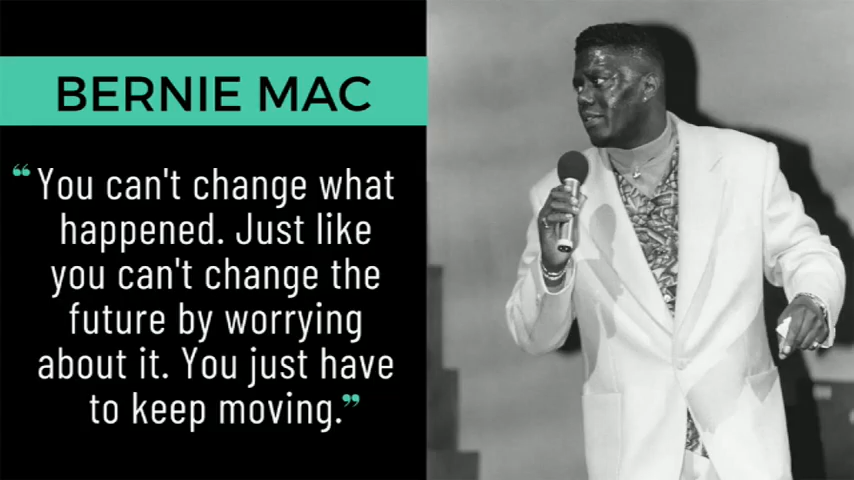 BERNIE MAC
“You can't change what
happened. Just like
you can't change the
future by worrying
about it. You just have
to keep moving.”